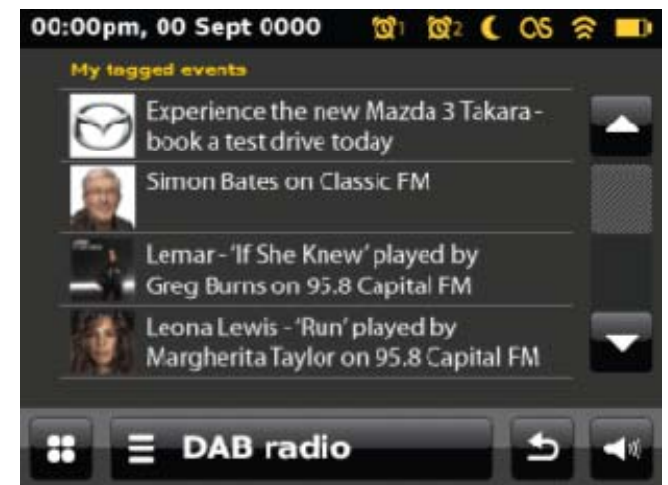 00:00pm, 00 Sept 0000 1 2 OS
My tagged events
Experience the new Mazda 3 Takara -
book a test drive today
Simon Bates on Classic FM
Lemar - ‘If She Knew’ played by
Greg Burns on 95.8 Capital FM
Leona Lewis - ‘Run’ played by
Margherita Taylor on 95.8 Capital FM
DAB radio